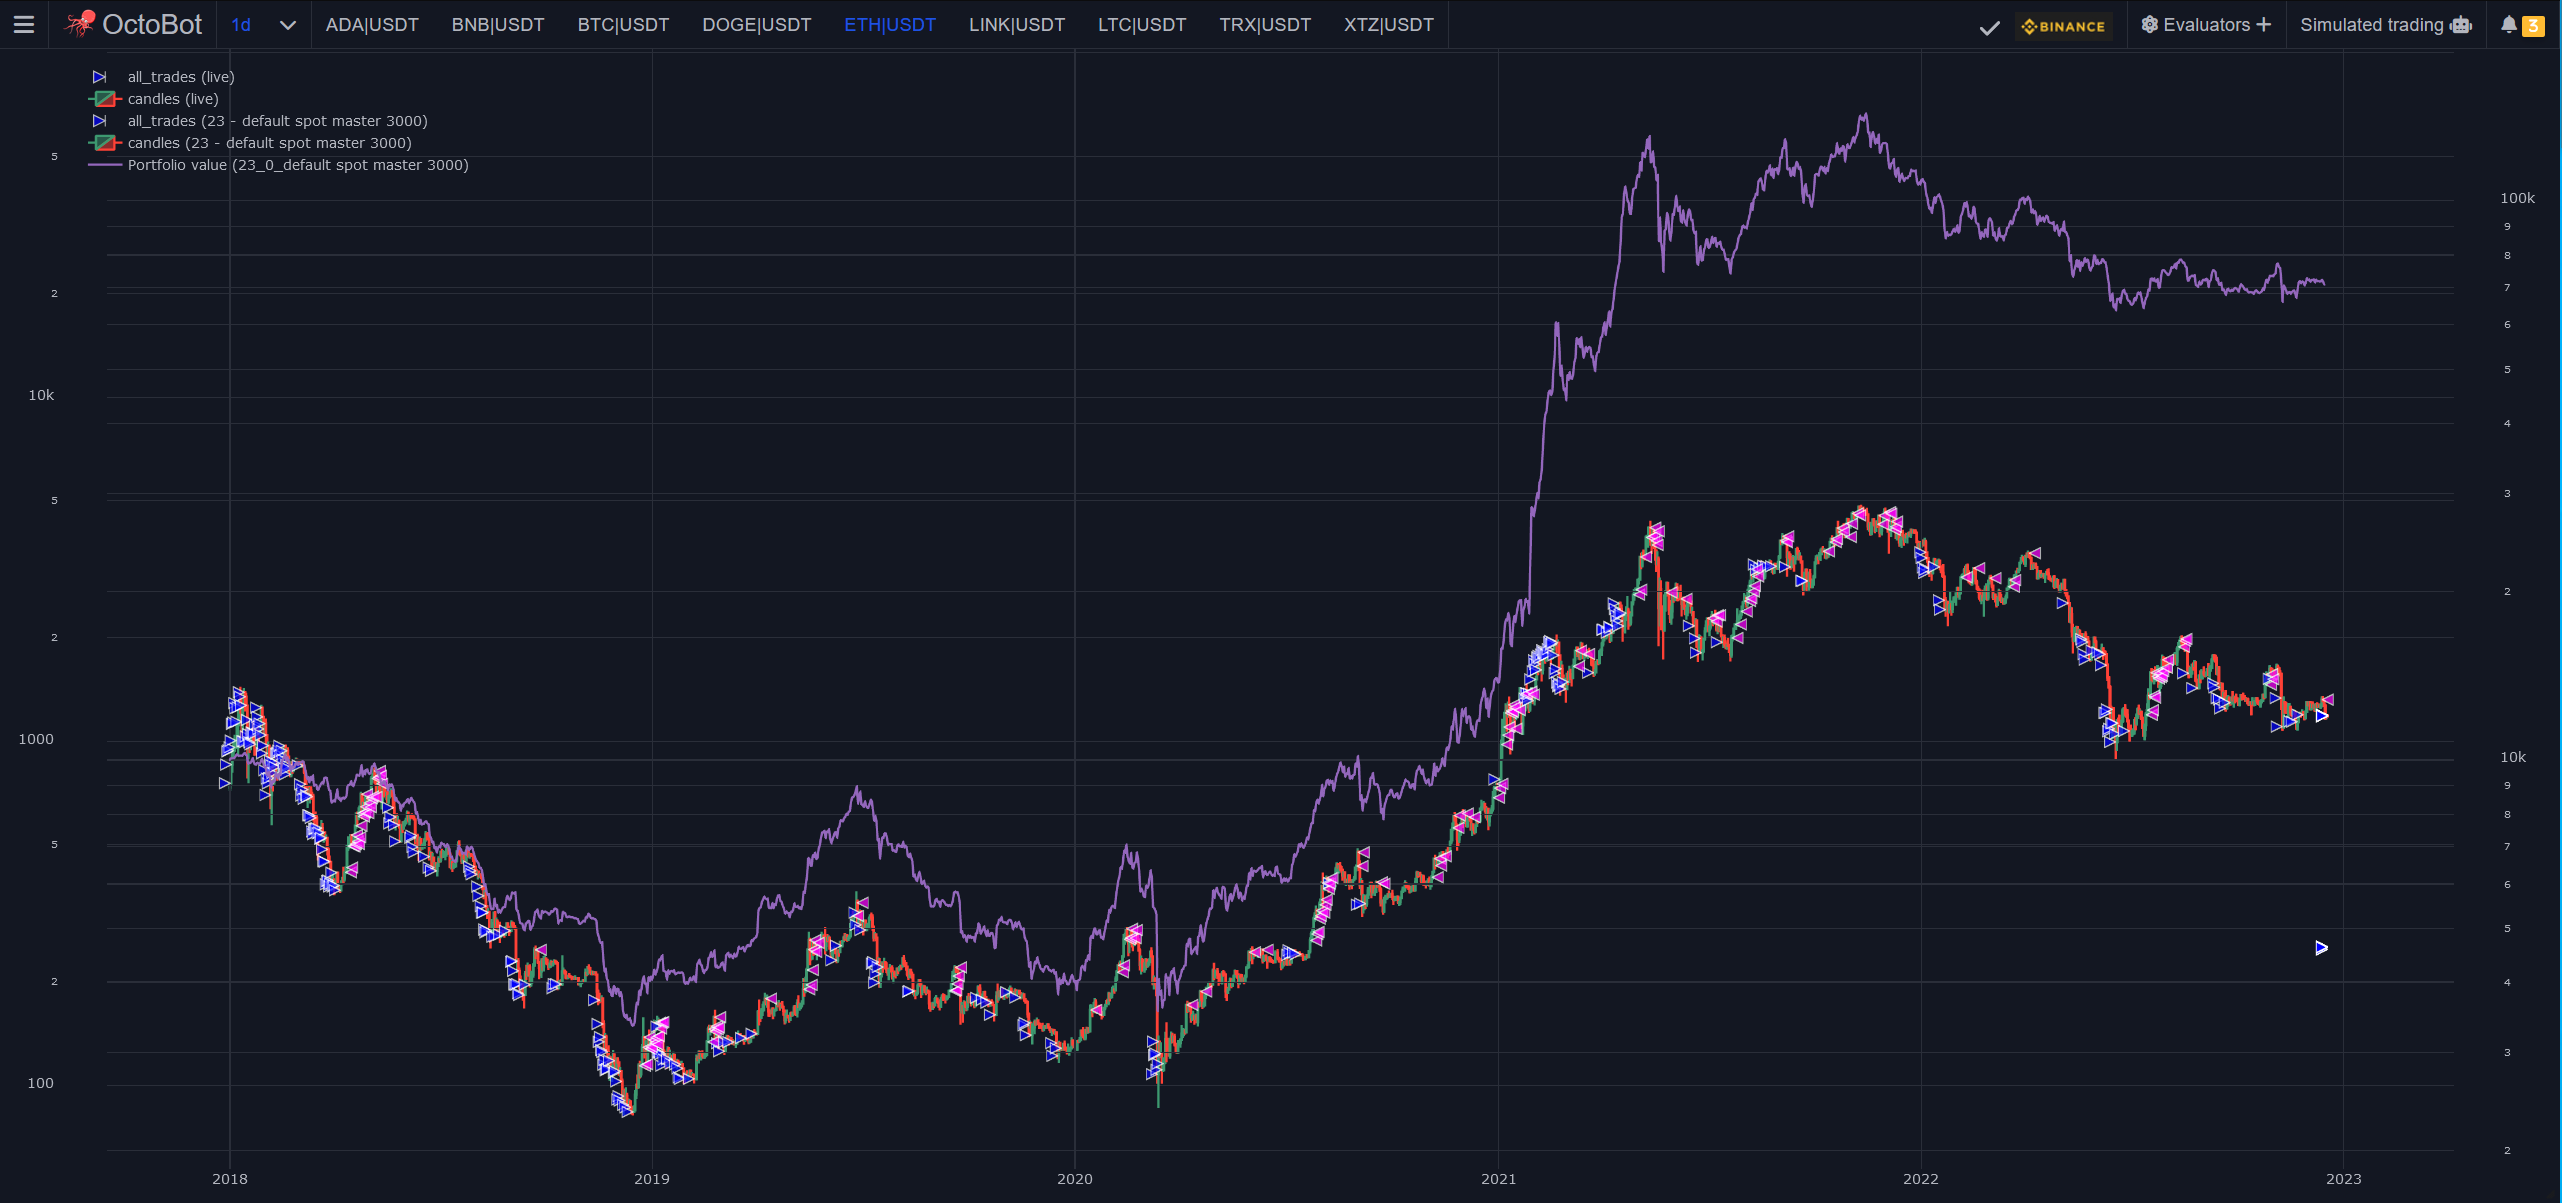 OctoBot 1d ADA|USDT BNB|USDT BTC|USDT DOGE|USDT ETH|USDT LINK|USDT LTC|USDT TRX|USDT XTZ|USDT BINANCE Evaluators Simulated trading 3
all_trades (live)
candles (live)
all_trades (23 - default spot master 3000)
candles (23 - default spot master 3000)
Portfolio value (23_0_default spot master 3000)
5
2
10k
5
2
1000
5
2
100
100k
9
8
7
6
5
4
3
2
10k
9
8
7
6
5
4
3
2
2018 2019 2020 2021 2022 2023